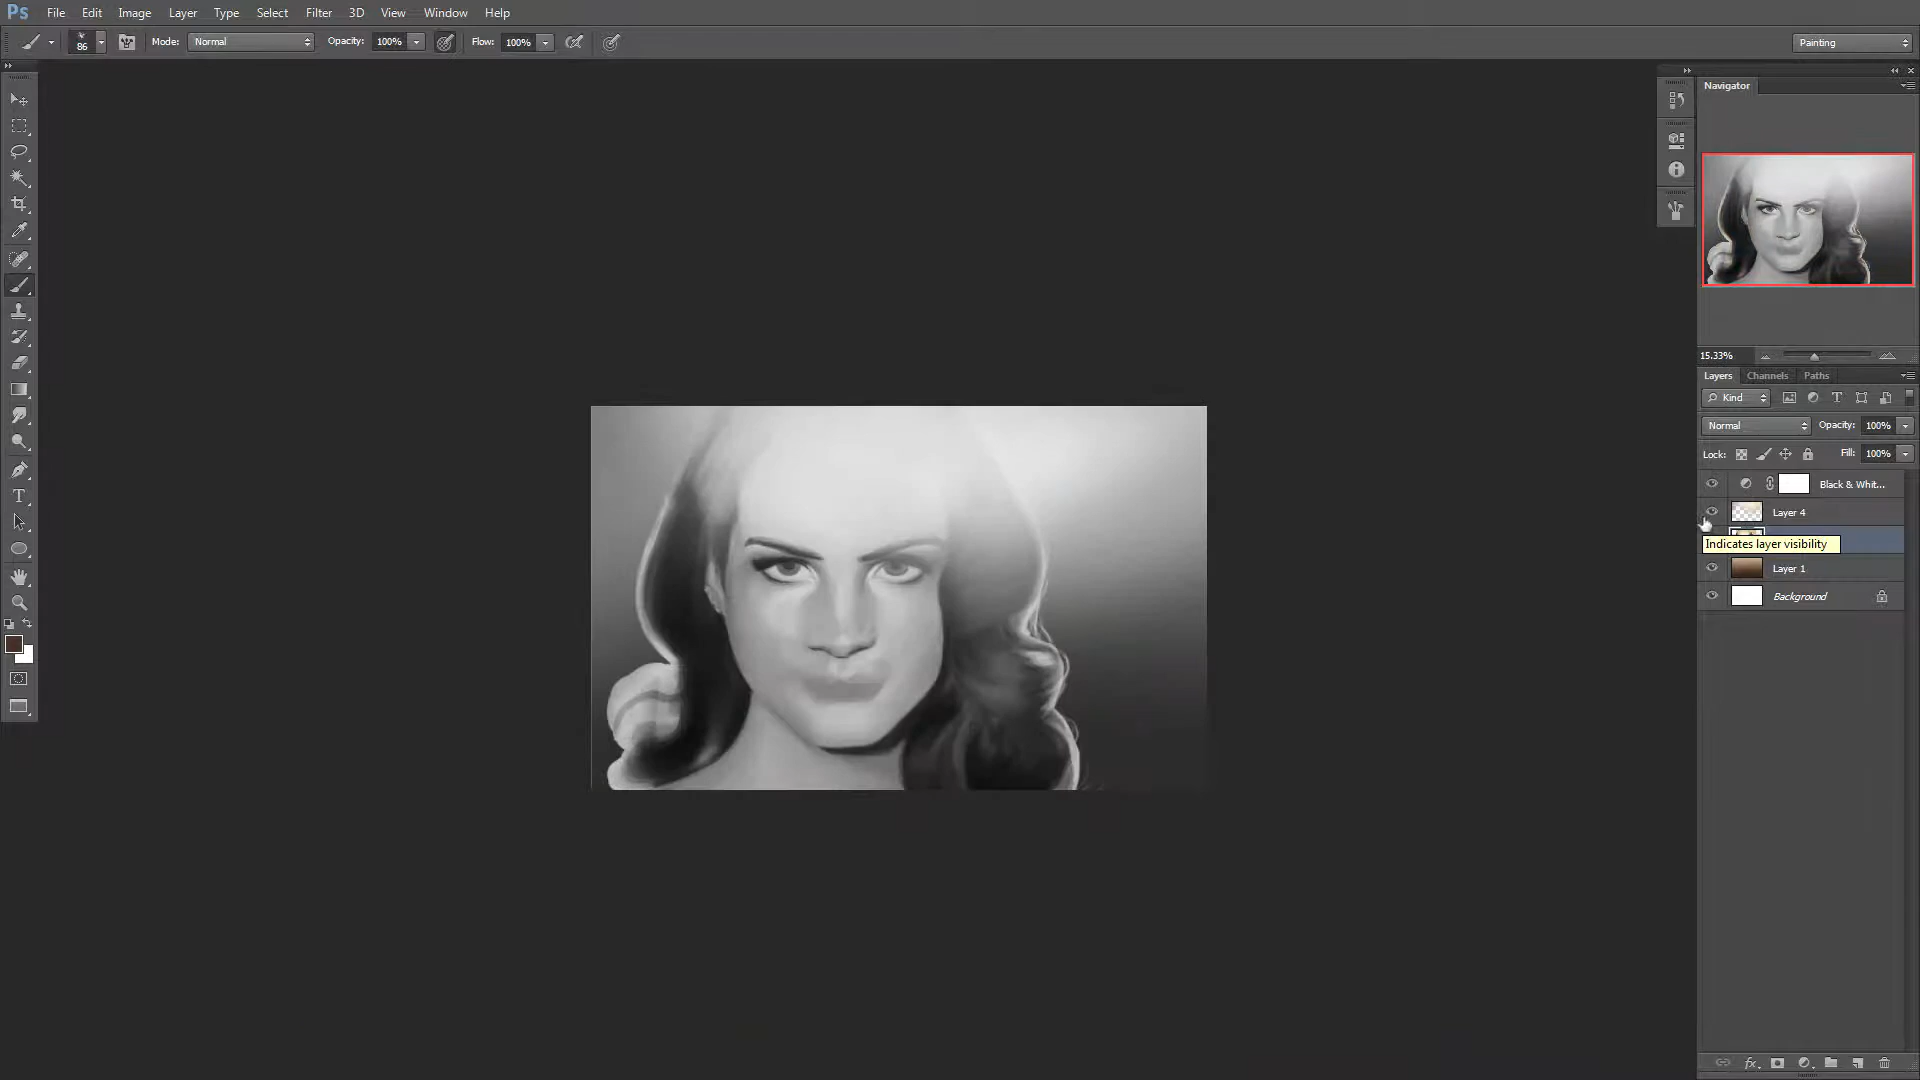 Ps File Edit Image Layer Type Select Filter 3D View Window Help
86 Mode: Normal Opacity: 100% Flow: 100% Painting
Navigator
15.33%
Layers Channels Paths
Kind
Normal Opacity: 100%
Lock: Fill: 100%
Black & Whit...
Layer 4
Indicates layer visibility
Layer 1
Background